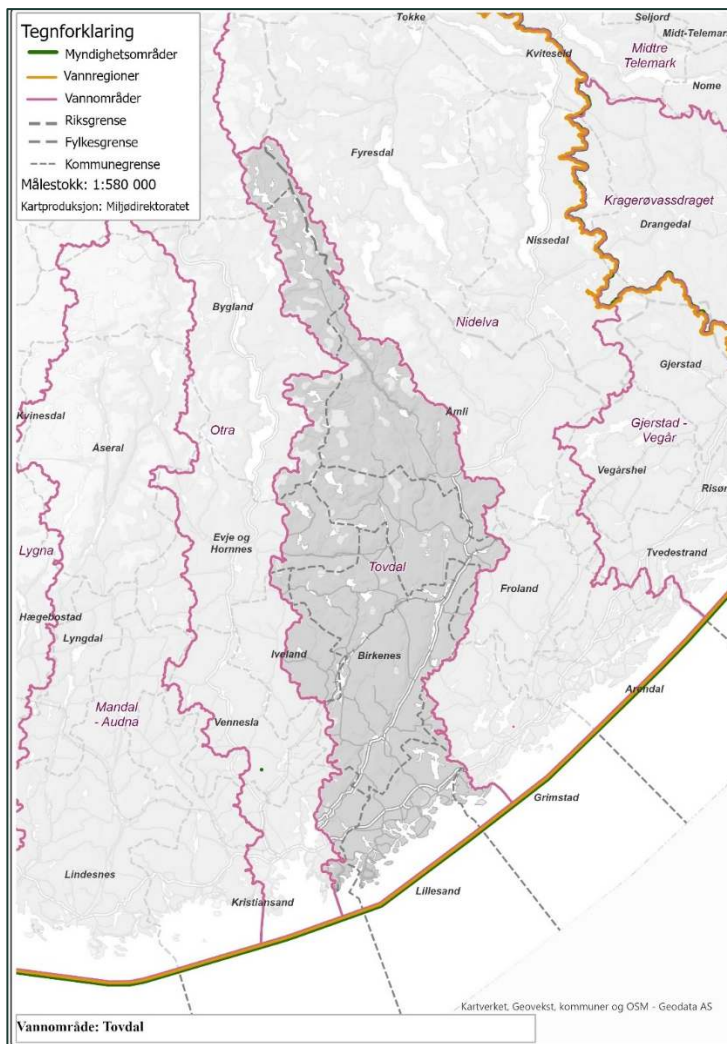 Tegnforklaring
Myndighetsområder
Vannregioner
Vannområder
Riksgrense
Fylkesgrense
Kommunegrense
Målestokk: 1:580 000
Kartproduksjon: Miljødirektoratet
Tokke
Seljord
Midt-Telemark
Kviteseid
Midtre
Telemark
Nome
Fyresdal
Kragerøvassdraget
Drangedal
Nissedal
Bygland
Nidelva
Gjerstad
Kvinesdal
Åmli
Otra
Gjerstad -
Vegår
Åseral
Vegårshei
Risør
Evje og
Hornnes
Lygna
Tvedestrand
Tovdal
Froland
Hægebostad
Lyngdal
Iveland
Birkenes
Arendal
Mandal
- Audna
Vennesla
Grimstad
Lindesnes
Lillesand
Kristiansand
Kartverket, Geovekst, kommuner og OSM - Geodata AS
Vannområde: Tovdal